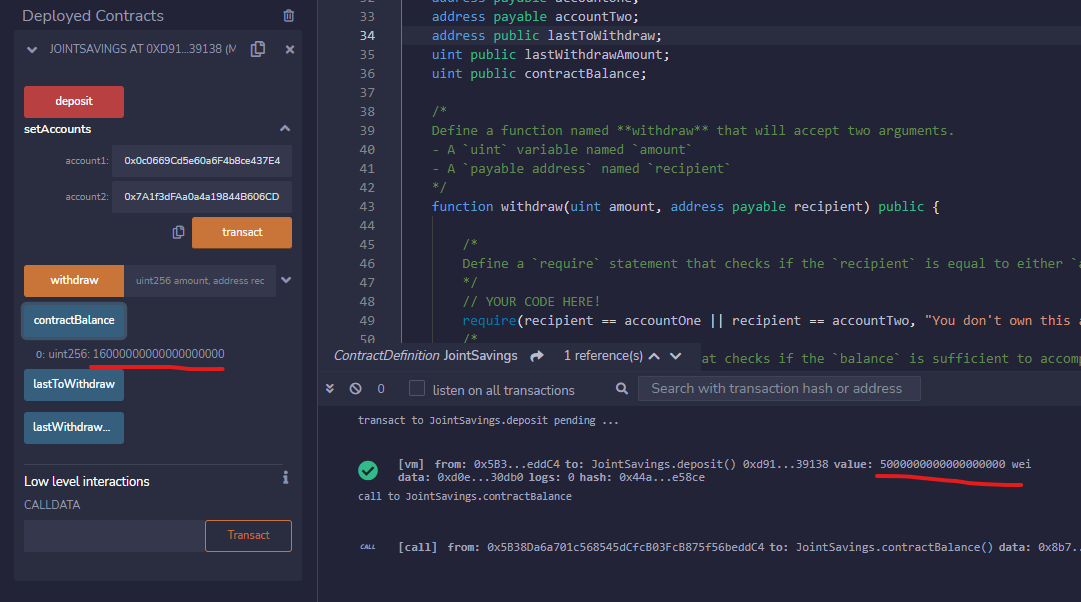 Deployed Contracts
JOINTSAVINGS AT 0XD91...39138 (M
deposit
setAccounts
account1: 0x0c0669Cd5e60a6F4b8ce437E4
account2: 0x7A1f3dFAa0a4a19844B606CD
transact
withdraw uint256 amount, address rec
contractBalance
0: uint256: 16000000000000000000
lastToWithdraw
lastWithdraw...
Low level interactions
CALLDATA
Transact
33 address payable accountTwo;
34 address public lastToWithdraw;
35 uint public lastWithdrawAmount;
36 uint public contractBalance;
37
38 /*
39 Define a function named **withdraw** that will accept two arguments.
40 - A `uint` variable named `amount`
41 - A `payable address` named `recipient`
42 */
43 function withdraw(uint amount, address payable recipient) public {
44
45 /*
46 Define a `require` statement that checks if the `recipient` is equal to either `a
47 */
48 // YOUR CODE HERE!
49 require(recipient == accountOne || recipient == accountTwo, "You don't own this a
50 /*
ContractDefinition JointSavings 1 reference(s)
at checks if the `balance` is sufficient to accomp
0 listen on all transactions Search with transaction hash or address
transact to JointSavings.deposit pending ...
[vm] from: 0x5B3...eddC4 to: JointSavings.deposit() 0xd91...39138 value: 5000000000000000000 wei
data: 0xd0e...30db0 logs: 0 hash: 0x44a...e58ce
call to JointSavings.contractBalance
CALL [call] from: 0x5B38Da6a701c568545dCfcB03FcB875f56beddC4 to: JointSavings.contractBalance() data: 0x8b7..